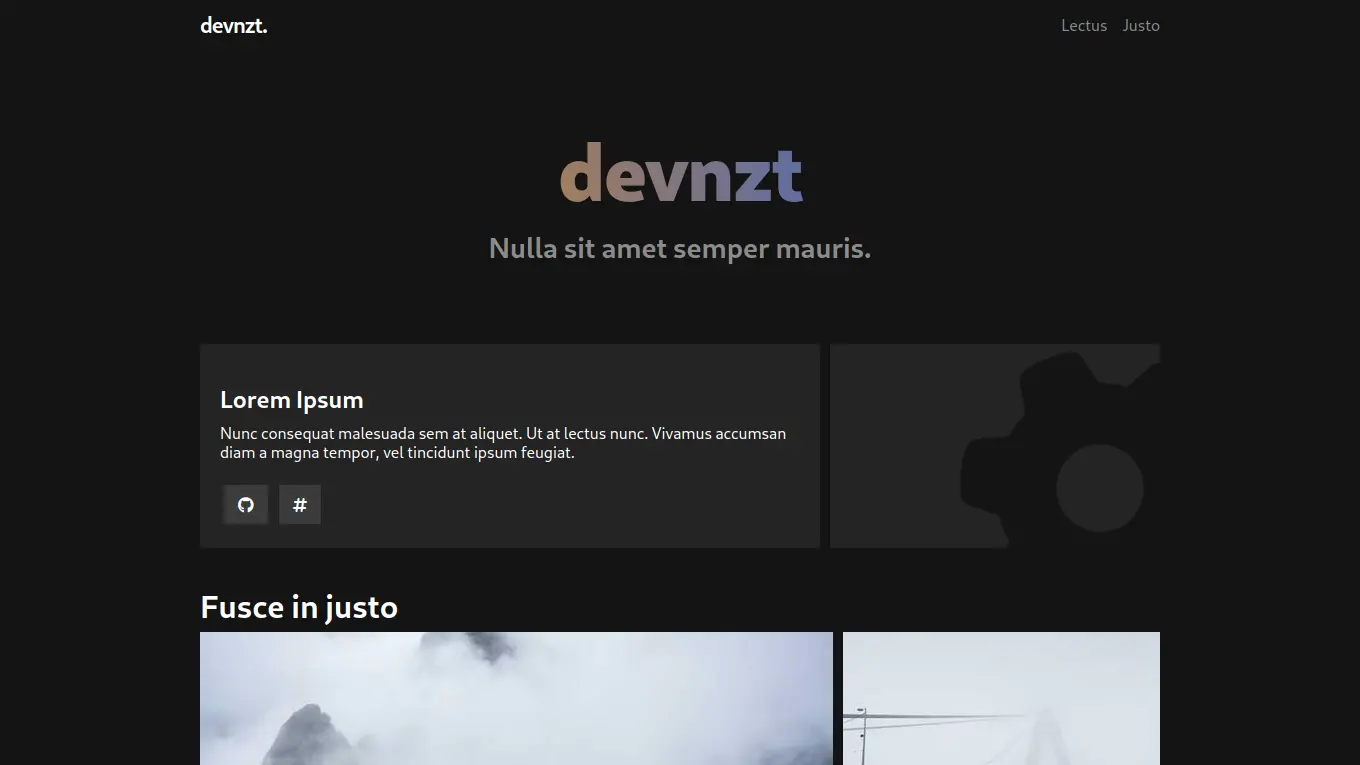 devnzt.
Lectus Justo
devnzt
Nulla sit amet semper mauris.
Lorem Ipsum
Nunc consequat malesuada sem at aliquet. Ut at lectus nunc. Vivamus accumsan
diam a magna tempor, vel tincidunt ipsum feugiat.
#
Fusce in justo